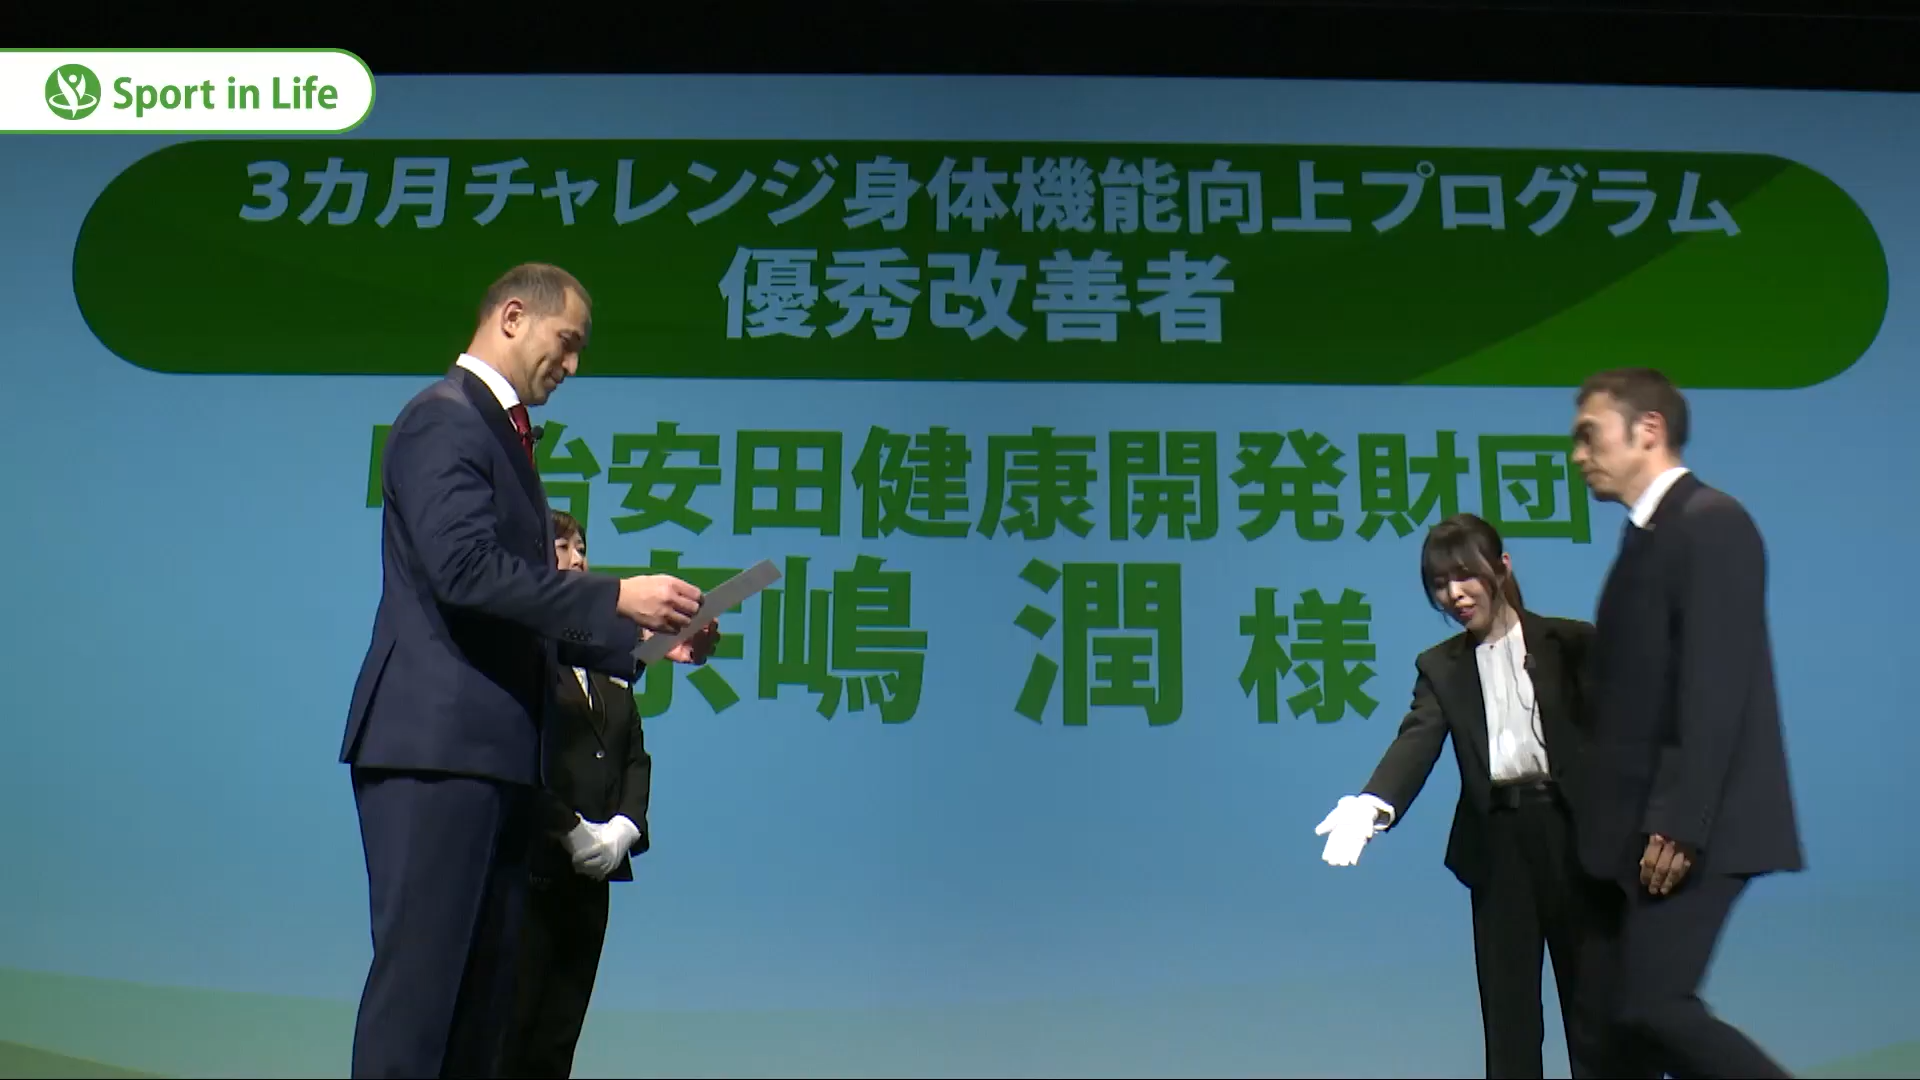 Sport in Life
3カ月チャレンジ身体機能向上プログラム
優秀改善者
治安田健康開発財団
嶋 潤 様